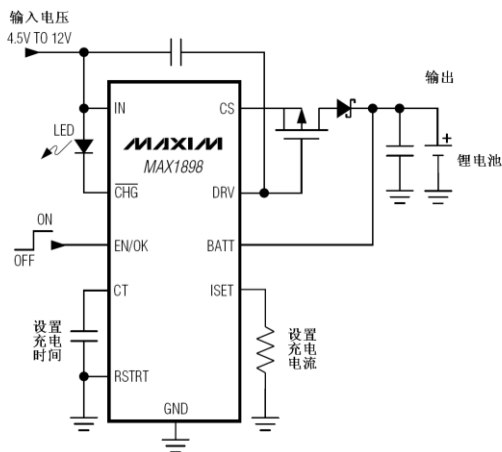 输入电压
4.5V TO 12V
输出
IN
CS
LED
MAXIM
MAX1898
+
锂电池
CHG
DRV
ON
OFF
EN/OK
BATT
CT
ISET
设置
充电
时间
设置
充电
电流
RSTRT
GND